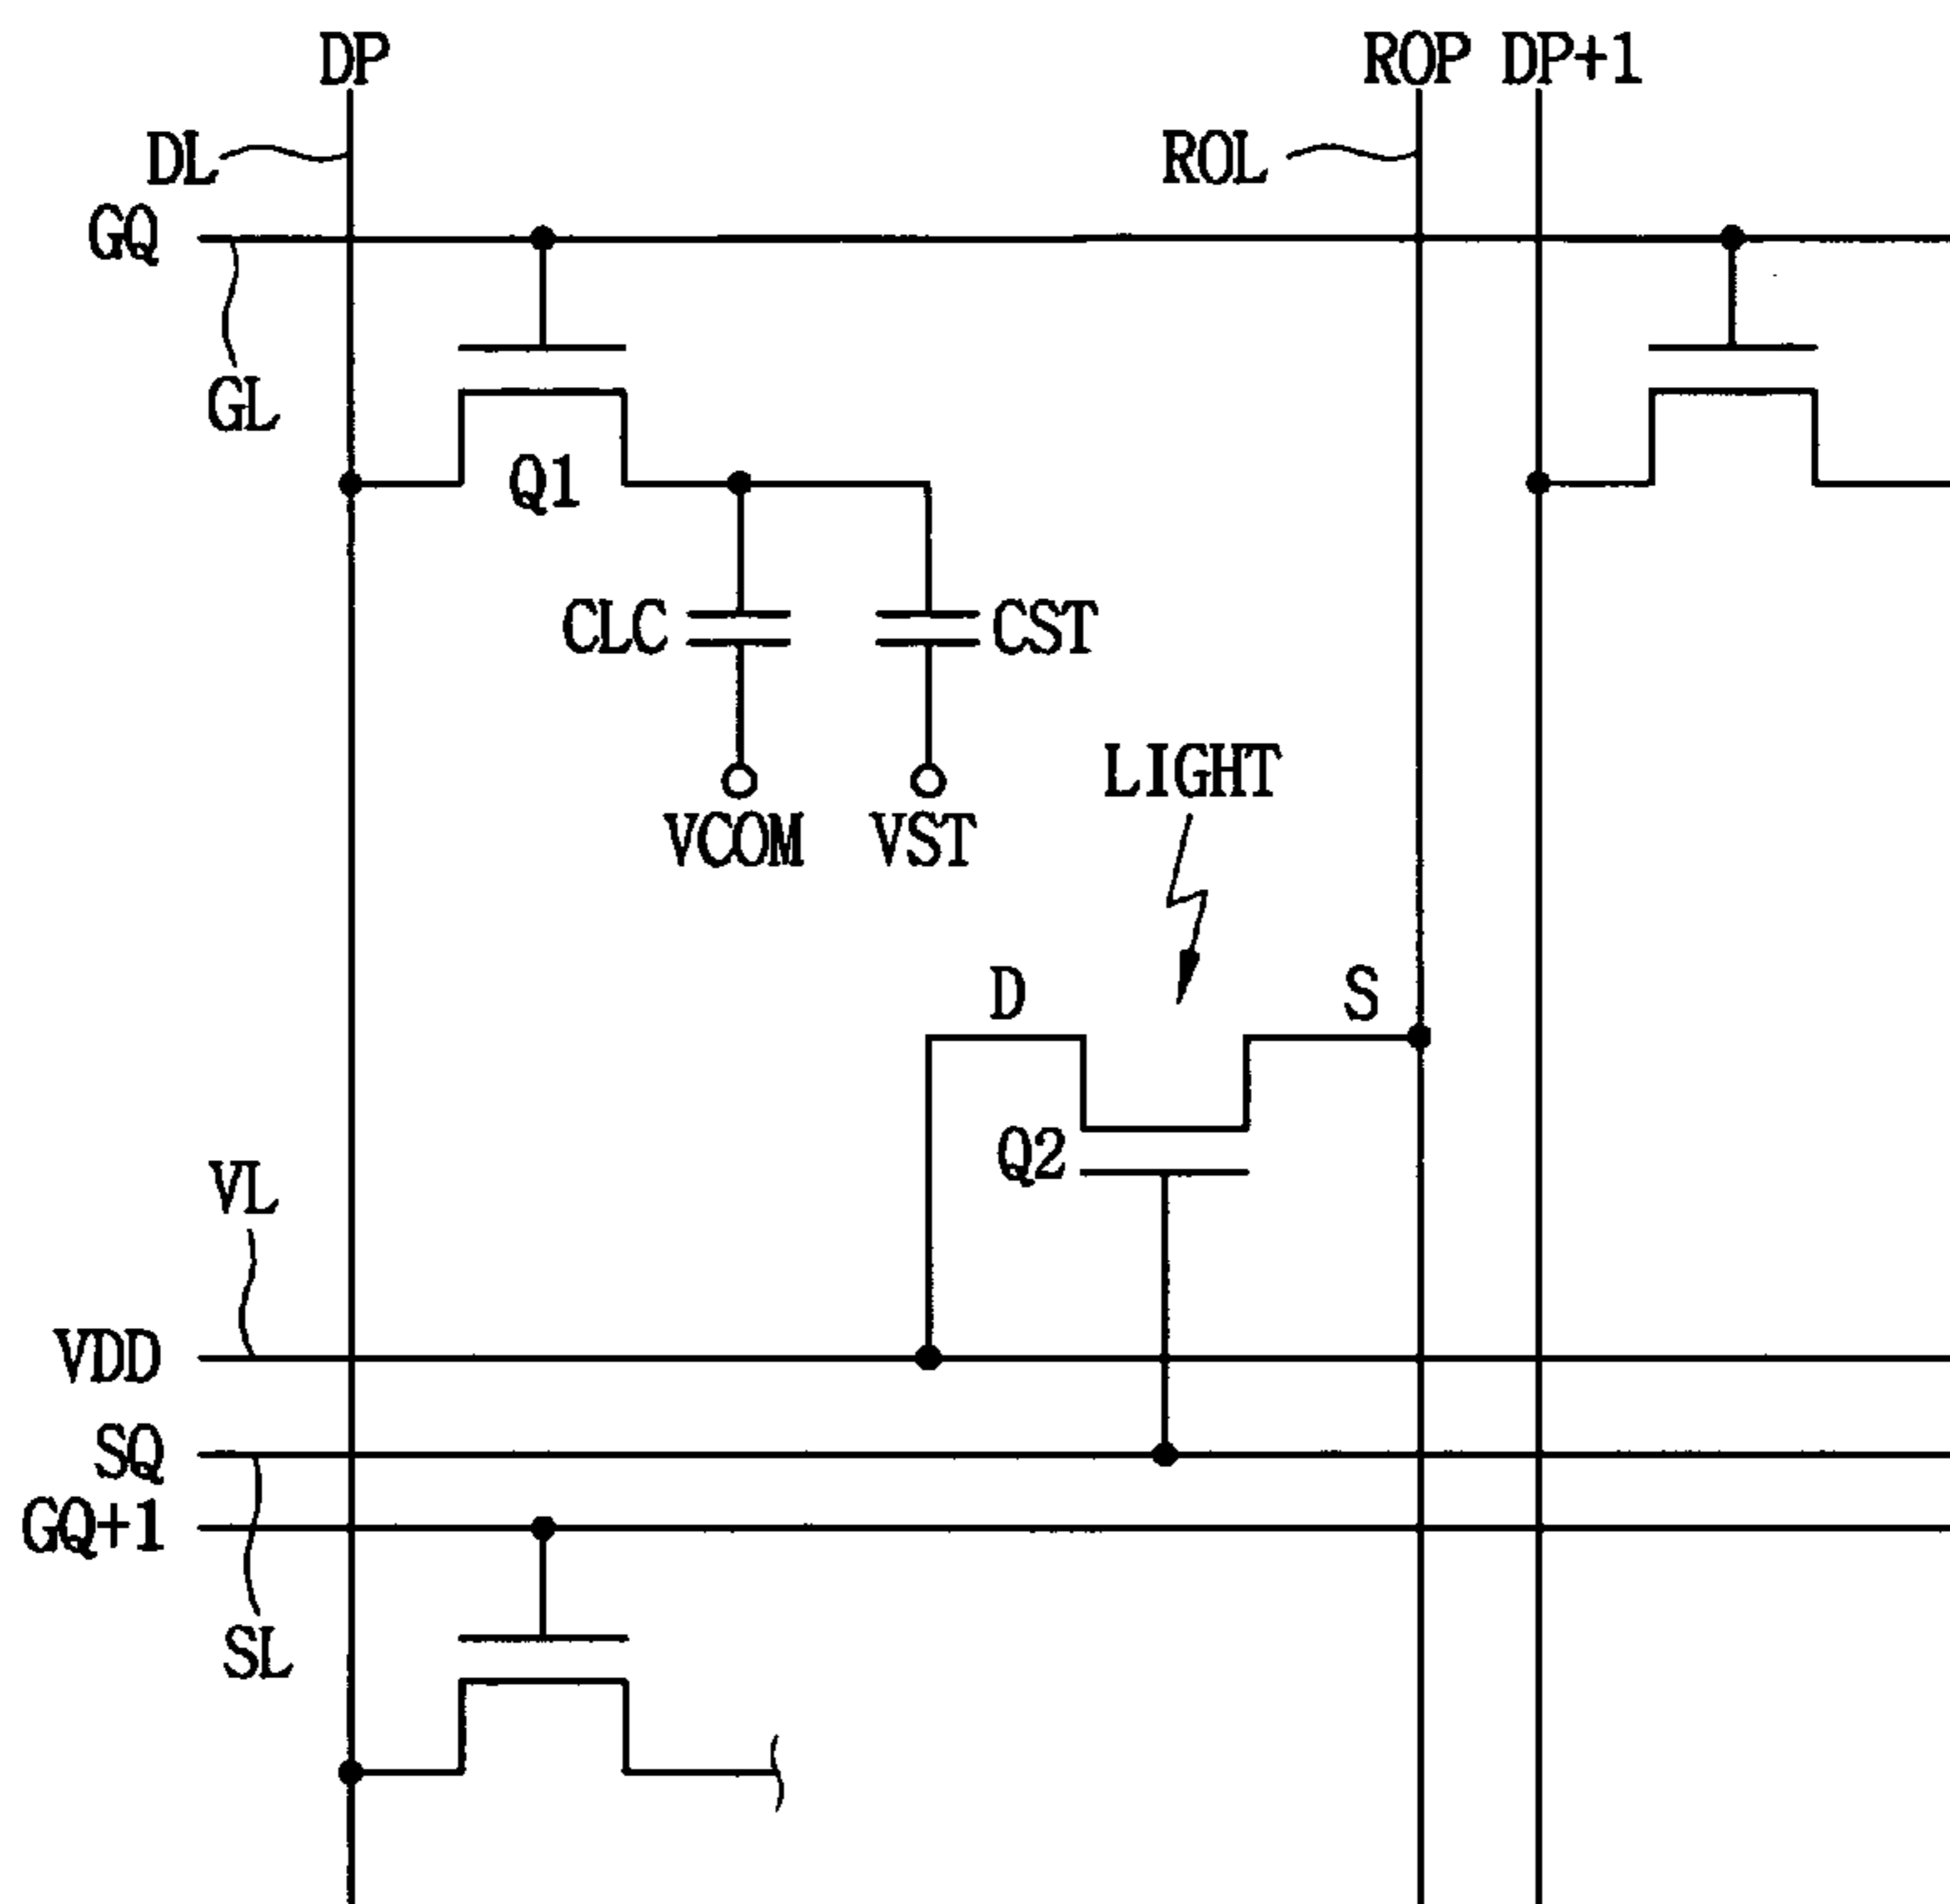 DP
ROP
DP+1
DL
ROL
GQ
GL
Q1
CLC
CST
LIGHT
VCOM
VST
D
S
Q2
VL
VDD
SQ
GQ+1
SL